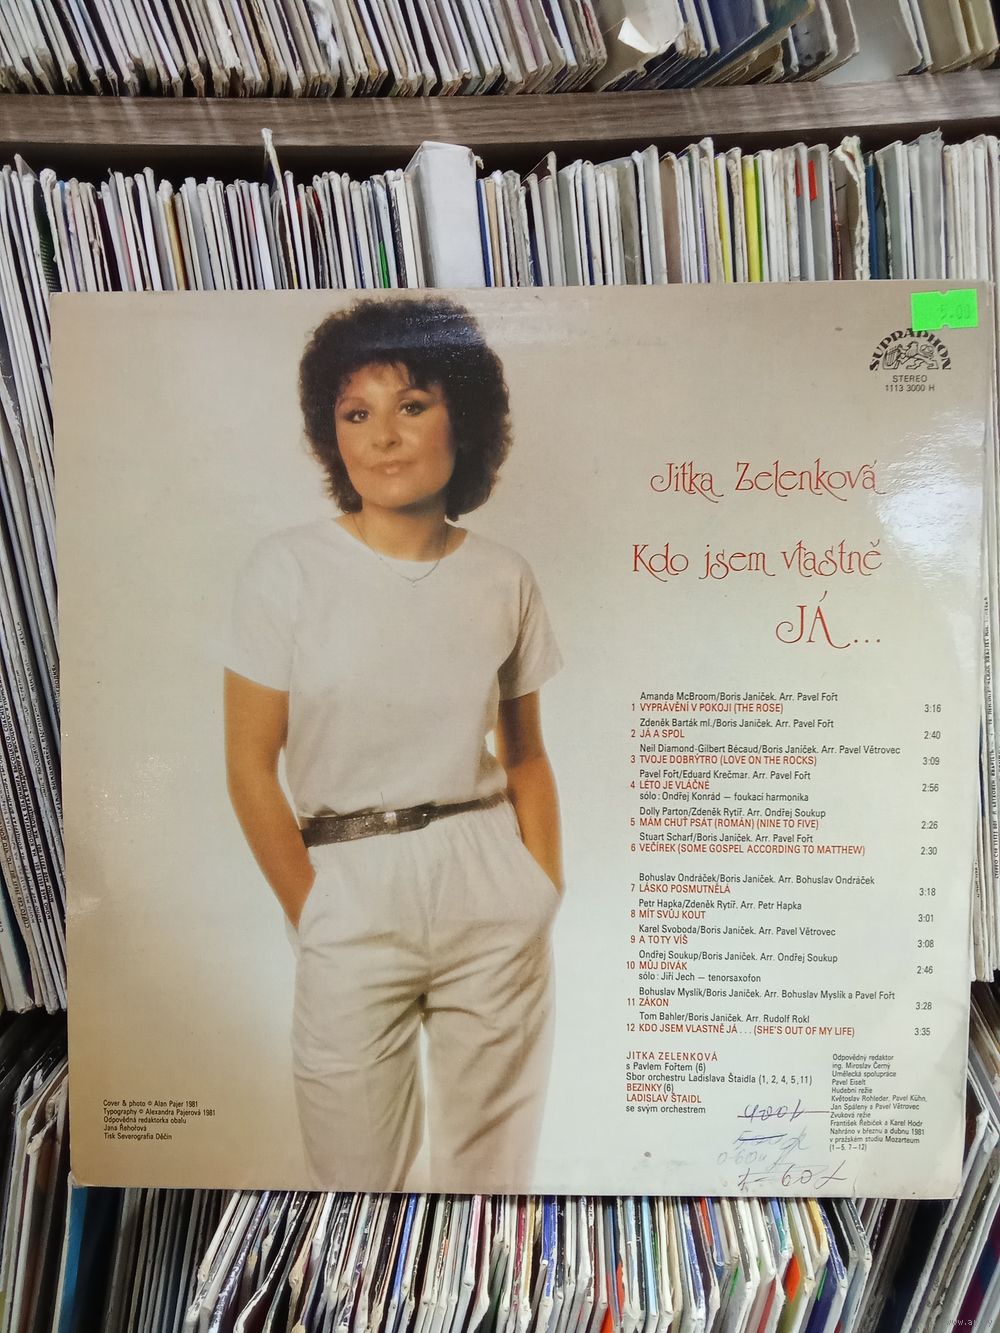 5.00
SUPRAPHON
STEREO
1113 3000 H
Jitka Zelenková
Kdo jsem vlastně
JÁ...
Amanda McBroom/Boris Janíček. Arr. Pavel Fořt
1 VYPRÁVĚNÍ V POKOJI (THE ROSE) 3:16
Zdeněk Barták ml./Boris Janíček. Arr. Pavel Fořt
2 JÁ A SPOL 2:40
Neil Diamond-Gilbert Bécaud/Boris Janíček. Arr. Pavel Větrovec
3 TVOJE DOBRÝTRO (LOVE ON THE ROCKS) 3:09
Pavel Fořt/Eduard Krečmar. Arr. Pavel Fořt
4 LÉTO JE VLÁČNÉ 2:56
sólo: Ondřej Konrád — foukací harmonika
Dolly Parton/Zdeněk Rytíř. Arr. Ondřej Soukup
5 MÁM CHUŤ PSÁT (ROMÁN) (NINE TO FIVE) 2:26
Stuart Scharf/Boris Janíček. Arr. Pavel Fořt
6 VEČÍREK (SOME GOSPEL ACCORDING TO MATTHEW) 2:30
Bohuslav Ondráček/Boris Janíček. Arr. Bohuslav Ondráček
7 LÁSKO POSMUTNĚLÁ 3:18
Petr Hapka/Zdeněk Rytíř. Arr. Petr Hapka
8 MÍT SVŮJ KOUT 3:01
Karel Svoboda/Boris Janíček. Arr. Pavel Větrovec
9 A TO TY VÍŠ 3:08
Ondřej Soukup/Boris Janíček. Arr. Ondřej Soukup
10 MŮJ DIVÁK 2:46
sólo: Jiří Jech — tenorsaxofon
Bohuslav Myslík/Boris Janíček. Arr. Bohuslav Myslík a Pavel Fořt
11 ZÁKON 3:28
Tom Bahler/Boris Janíček. Arr. Rudolf Rokl
12 KDO JSEM VLASTNĚ JÁ... (SHE'S OUT OF MY LIFE) 3:35
JITKA ZELENKOVÁ
s Pavlem Fořtem (6)
Sbor orchestru Ladislava Štaidla (1, 2, 4, 5, 11)
BEZINKY (6)
LADISLAV ŠTAIDL
se svým orchestrem
Odpovědný redaktor
ing. Miroslav Černý
Umělecká spolupráce
Pavel Eiselt
Hudební režie
Květoslav Rohleder, Pavel Kühn,
Jan Spálený a Pavel Větrovec
Zvuková režie
František Řebíček a Karel Hodr
Nahráno v březnu a dubnu 1981
v pražském studiu Mozarteum
(1—5, 7—12)
Cover & photo © Alan Pajer 1981
Typography © Alexandra Pajerová 1981
Odpovědná redaktorka obalu
Jana Řehořová
Tisk Severografia Děčín